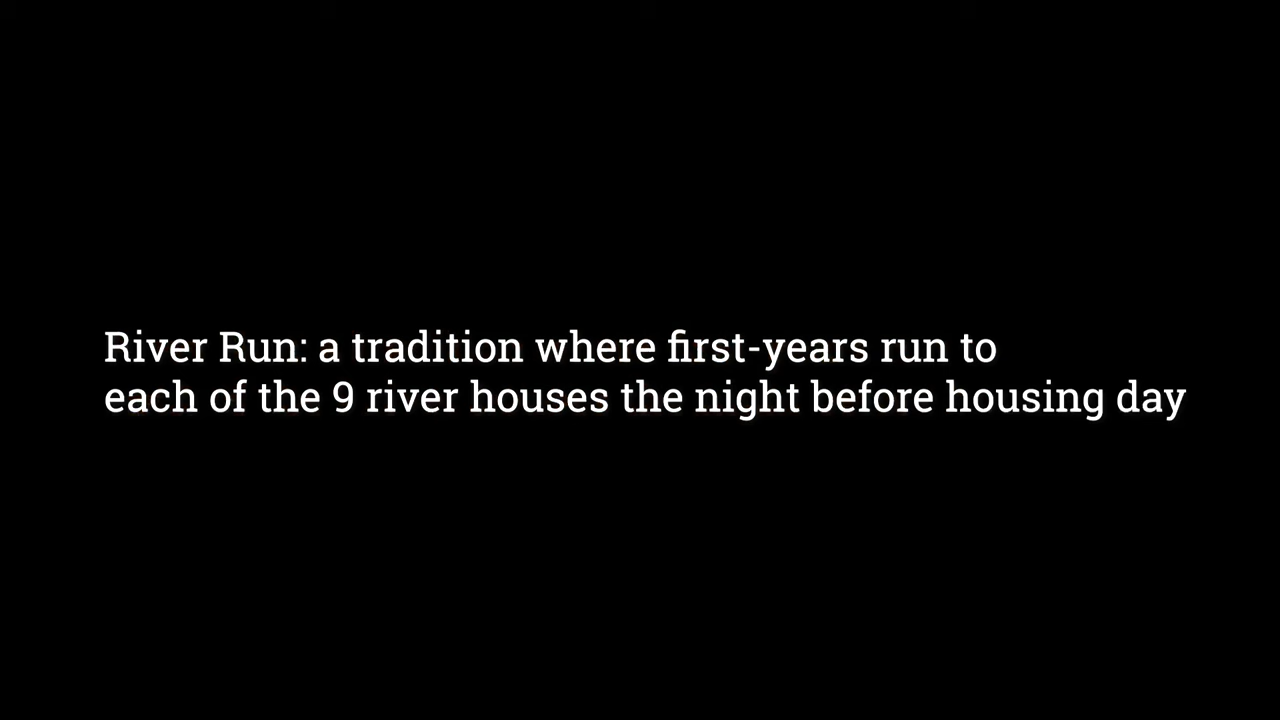 River Run: a tradition where first-years run to
each of the 9 river houses the night before housing day